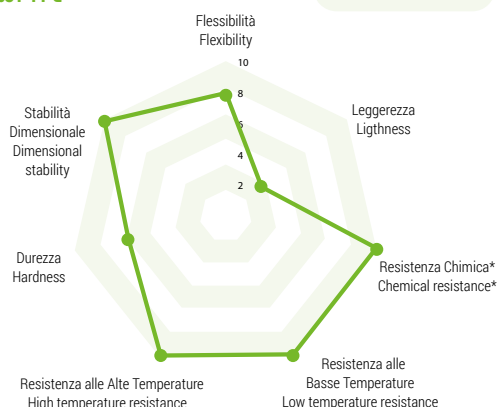 Flessibilità
Flexibility
10
8
6
4
2
Leggerezza
Ligthness
Stabilità
Dimensionale
Dimensional
stability
Durezza
Hardness
Resistenza Chimica*
Chemical resistance*
Resistenza alle Alte Temperature
High temperature resistance
Resistenza alle
Basse Temperature
Low temperature resistance